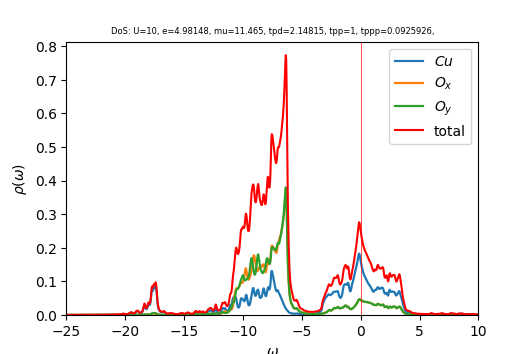 DoS: U=10, e=4.98148, mu=11.465, tpd=2.14815, tpp=1, tppp=0.0925926,
0.8
0.7
0.6
0.5
0.4
0.3
0.2
0.1
0.0
ρ(ω)
Cu
Oₓ
O_y
total
−25
−20
−15
−10
−5
0
5
10
ω